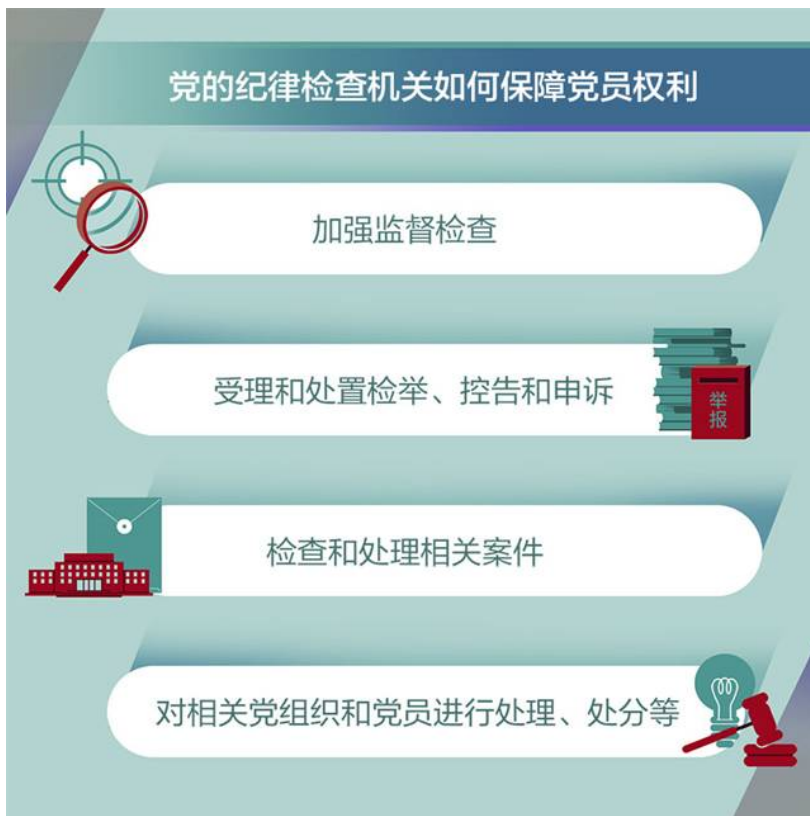 党的纪律检查机关如何保障党员权利
加强监督检查
受理和处置检举、控告和申诉
举
报
检查和处理相关案件
对相关党组织和党员进行处理、处分等